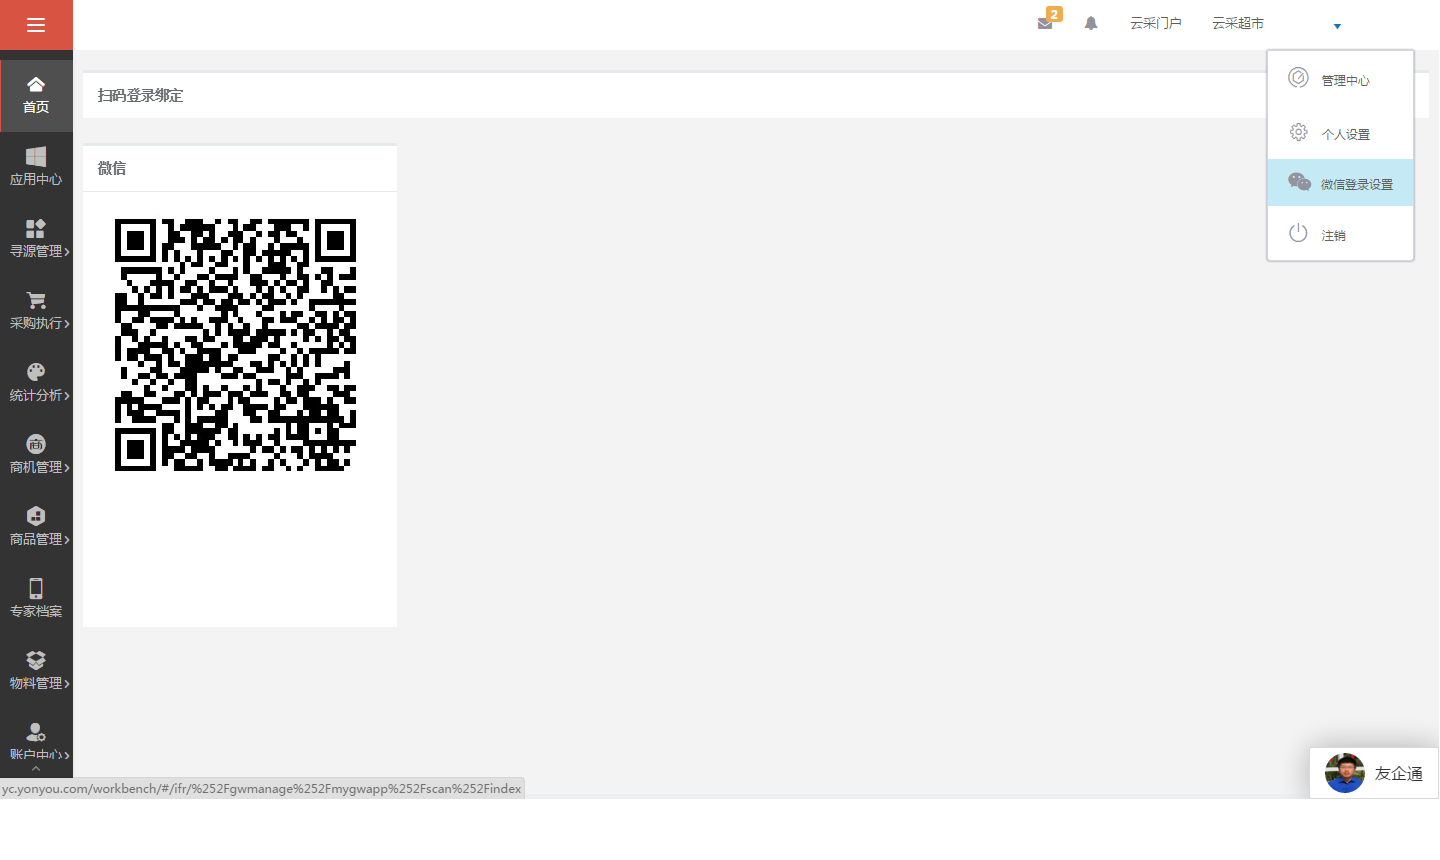 2
云采门户
云采超市
首页
应用中心
寻源管理
采购执行
统计分析
商
商机管理
商品管理
专家档案
物料管理
账户中心
扫码登录绑定
微信
管理中心
个人设置
微信登录设置
注销
友企通
yc.yonyou.com/workbench/#/ifr/%252Fgwmanage%252Fmygwapp%252Fscan%252Findex